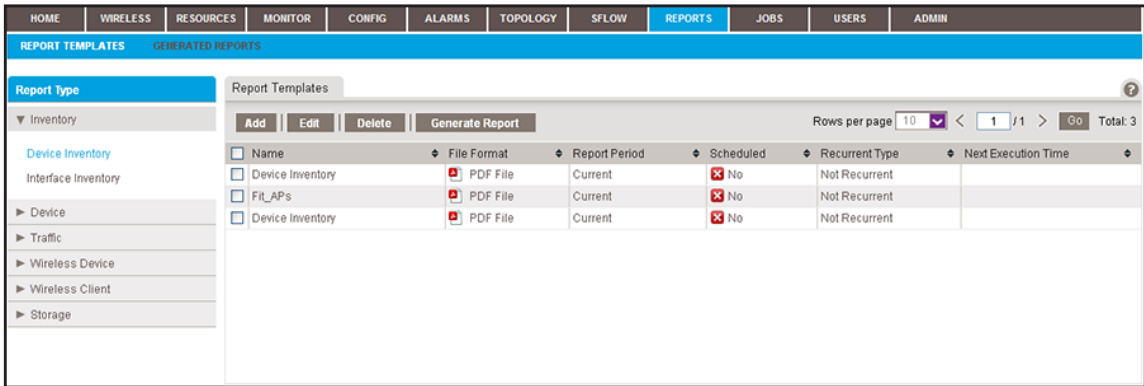 HOME WIRELESS RESOURCES MONITOR CONFIG ALARMS TOPOLOGY SFLOW REPORTS JOBS USERS ADMIN
REPORT TEMPLATES GENERATED REPORTS
Report Type
Inventory
Device Inventory
Interface Inventory
Device
Traffic
Wireless Device
Wireless Client
Storage
Report Templates
Add Edit Delete Generate Report Rows per page 10 < 1 /1 > Go Total: 3
Name File Format Report Period Scheduled Recurrent Type Next Execution Time
Device Inventory PDF File Current No Not Recurrent
Fit_APs PDF File Current No Not Recurrent
Device Inventory PDF File Current No Not Recurrent